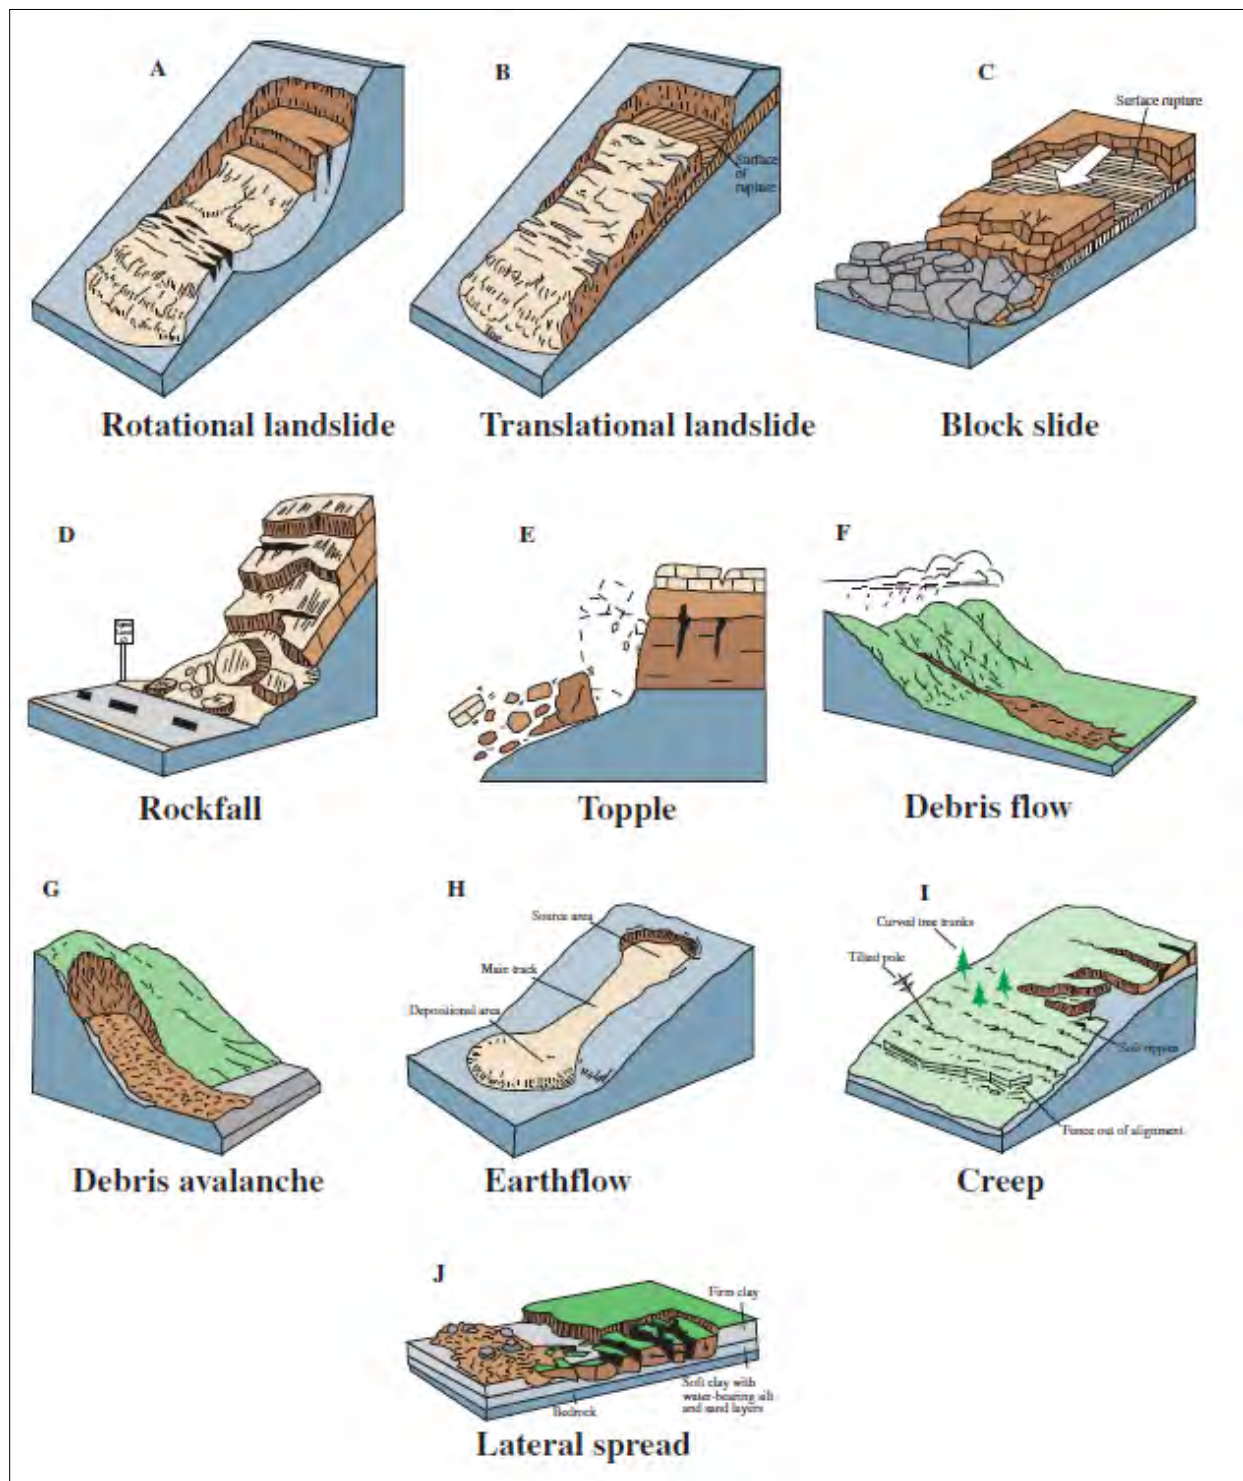 A
B
C
Surface rupture
Surface
of
rupture
Rotational landslide
Translational landslide
Block slide
D
E
F
Rockfall
Topple
Debris flow
G
H
I
Source area
Curved tree trunks
Main track
Tilted pole
Depositional area
Soil ripples
Fence out of alignment
Debris avalanche
Earthflow
Creep
J
Firm clay
Soft clay with
water-bearing silt
and sand layers
Bedrock
Lateral spread